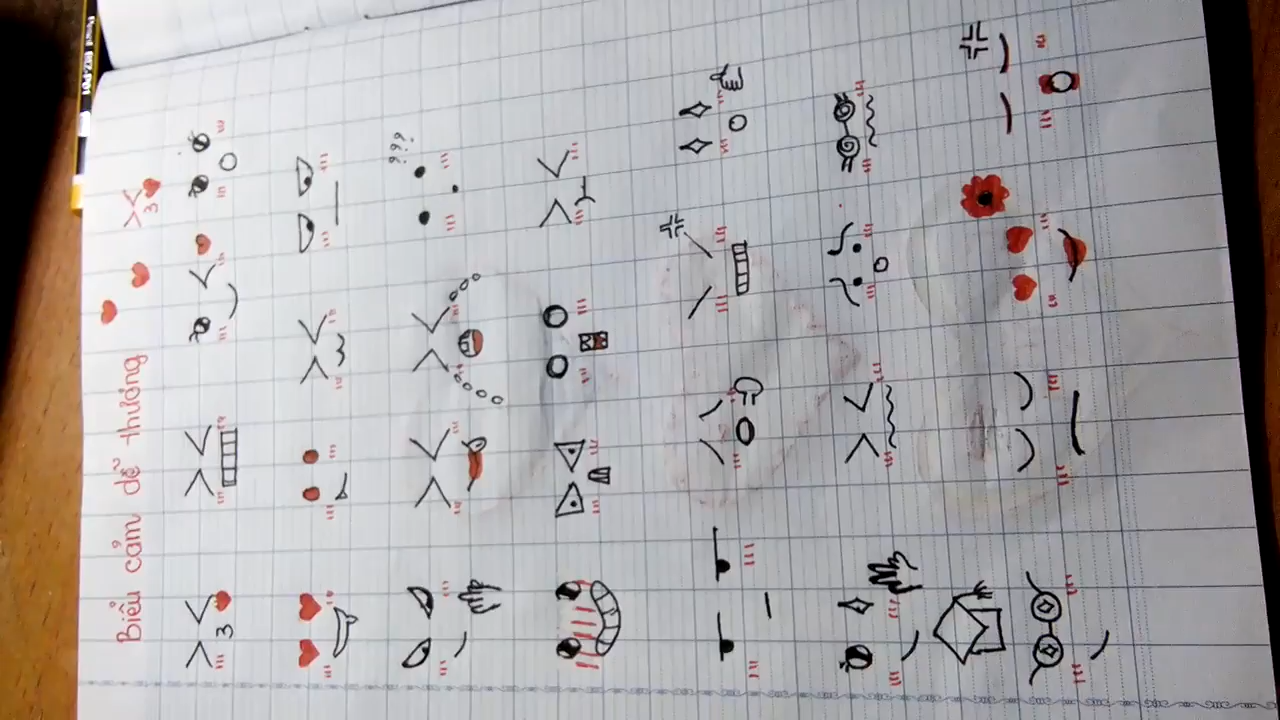 Biểu cảm dễ thương
???